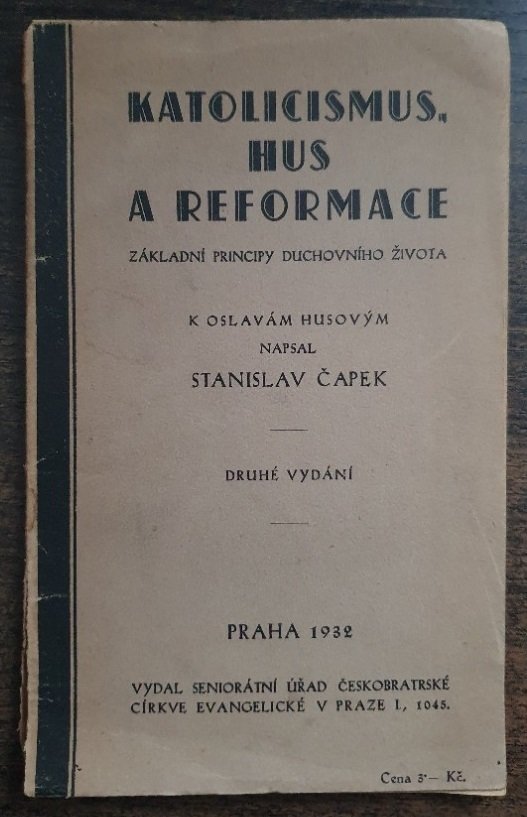 KATOLICISMUS,
HUS
A REFORMACE
ZÁKLADNÍ PRINCIPY DUCHOVNÍHO ŽIVOTA
K OSLAVÁM HUSOVÝM
NAPSAL
STANISLAV ČAPEK
DRUHÉ VYDÁNÍ
PRAHA 1932
VYDAL SENIORÁTNÍ ÚŘAD ČESKOBRATRSKÉ
CÍRKVE EVANGELICKÉ V PRAZE I., 1045.
Cena 3·— Kč.